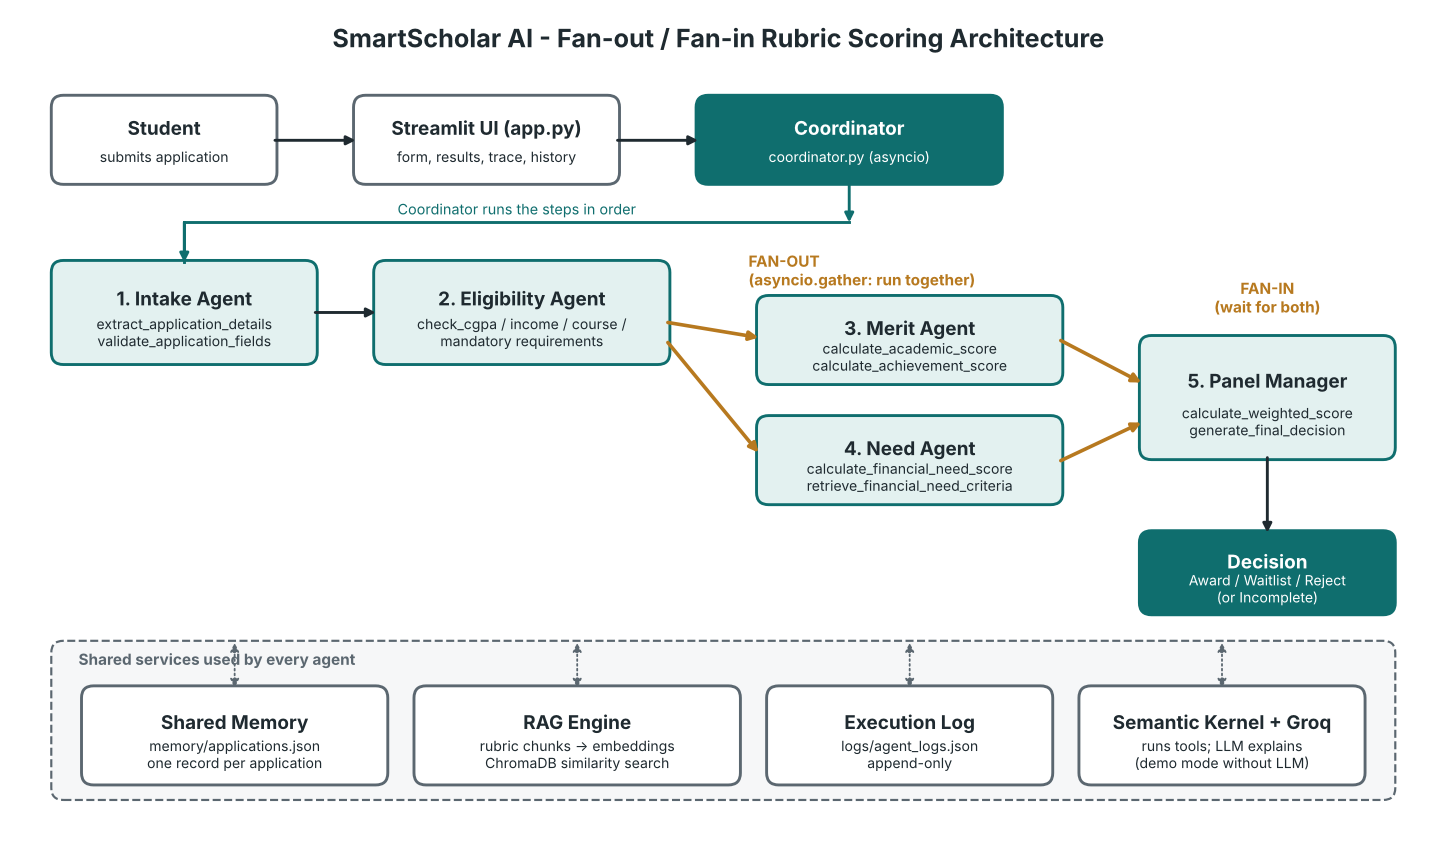 SmartScholar AI - Fan-out / Fan-in Rubric Scoring Architecture
Student
submits application
Streamlit UI (app.py)
form, results, trace, history
Coordinator
coordinator.py (asyncio)
Coordinator runs the steps in order
1. Intake Agent
extract_application_details
validate_application_fields
2. Eligibility Agent
check_cgpa / income / course /
mandatory requirements
FAN-OUT
(asyncio.gather: run together)
3. Merit Agent
calculate_academic_score
calculate_achievement_score
4. Need Agent
calculate_financial_need_score
retrieve_financial_need_criteria
FAN-IN
(wait for both)
5. Panel Manager
calculate_weighted_score
generate_final_decision
Decision
Award / Waitlist / Reject
(or Incomplete)
Shared services used by every agent
Shared Memory
memory/applications.json
one record per application
RAG Engine
rubric chunks → embeddings
ChromaDB similarity search
Execution Log
logs/agent_logs.json
append-only
Semantic Kernel + Groq
runs tools; LLM explains
(demo mode without LLM)